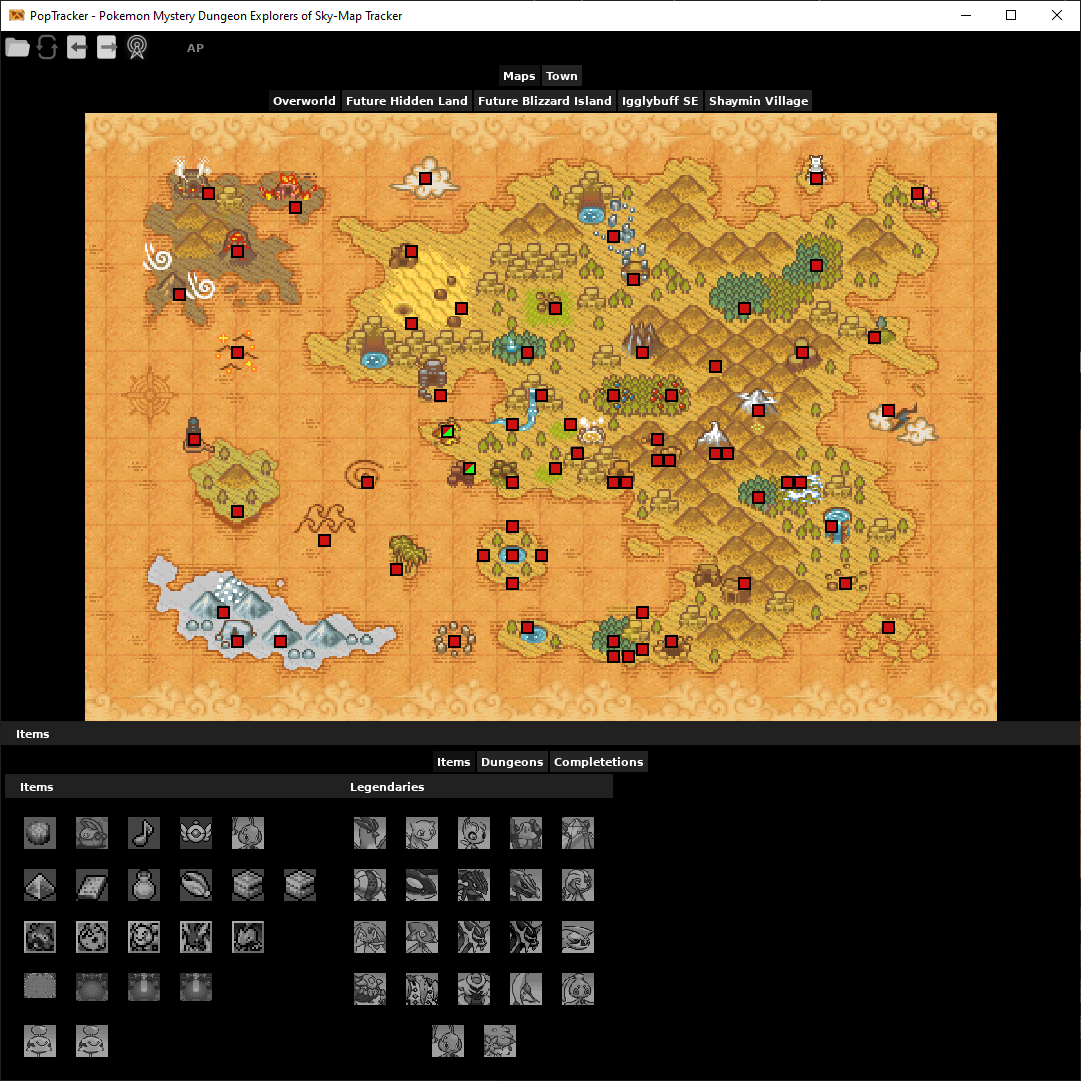 PopTracker - Pokemon Mystery Dungeon Explorers of Sky-Map Tracker
AP
Maps Town
Overworld Future Hidden Land Future Blizzard Island Igglybuff SE Shaymin Village
Items
Items Dungeons Completions
Items Legendaries